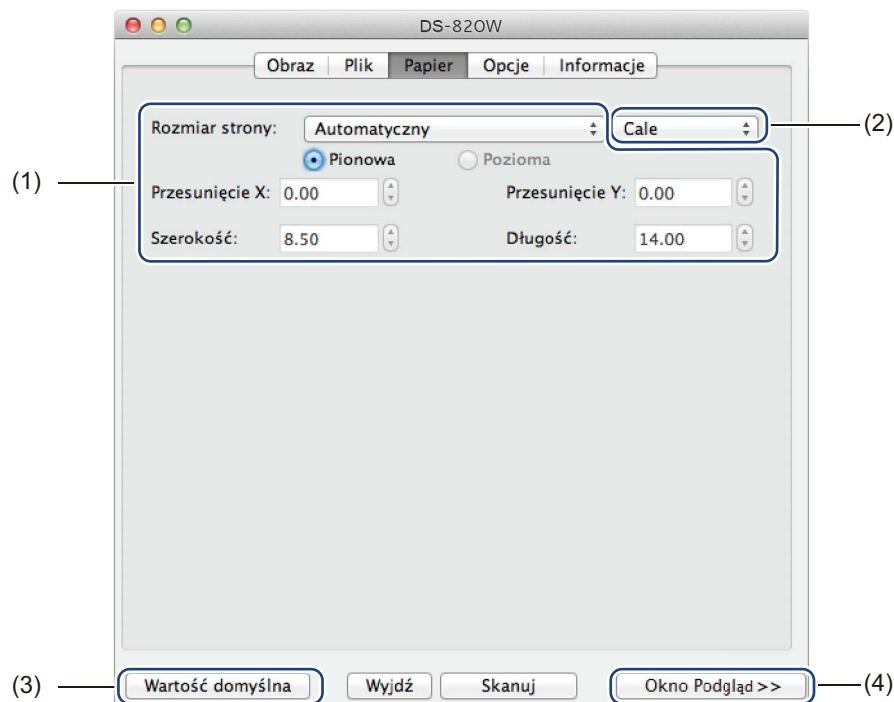 DS-820W
Obraz Plik Papier Opcje Informacje
Rozmiar strony: Automatyczny Cale (2)
Pionowa Pozioma
(1) Przesunięcie X: 0.00 Przesunięcie Y: 0.00
Szerokość: 8.50 Długość: 14.00
(3) Wartość domyślna Wyjdź Skanuj Okno Podgląd >> (4)